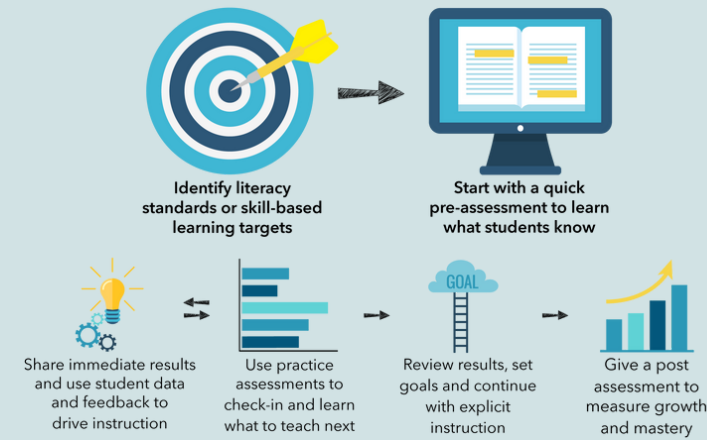 Identify literacy
standards or skill-based
learning targets
Start with a quick
pre-assessment to learn
what students know
Share immediate results
and use student data
and feedback to
drive instruction
Use practice
assessments to
check-in and learn
what to teach next
GOAL
Review results, set
goals and continue
with explicit
instruction
Give a post
assessment to
measure growth
and mastery